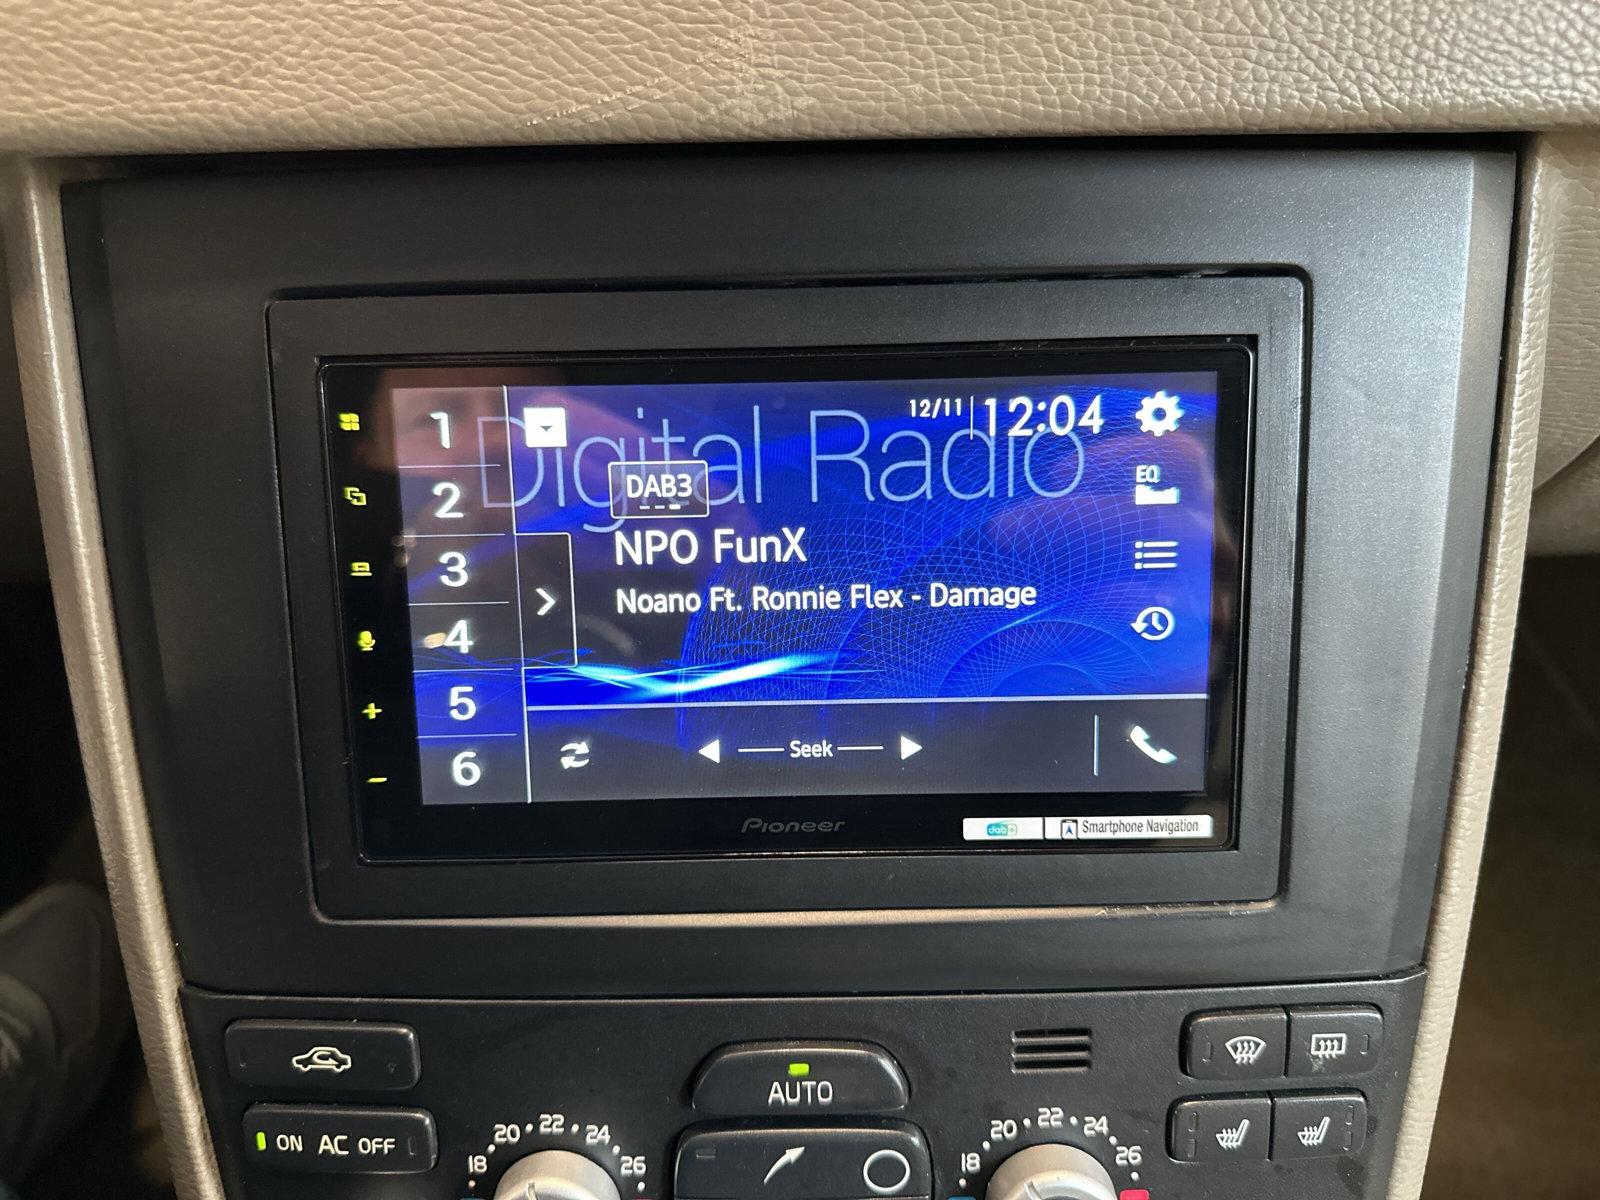 Digital Radio
12/11 12:04
1
2
3
4
5
6
DAB3
EQ
NPO FunX
Noano Ft. Ronnie Flex - Damage
Seek
Pioneer
dab+
Smartphone Navigation
AUTO
ON AC OFF
18 20 22 24 26
18 20 22 24 26